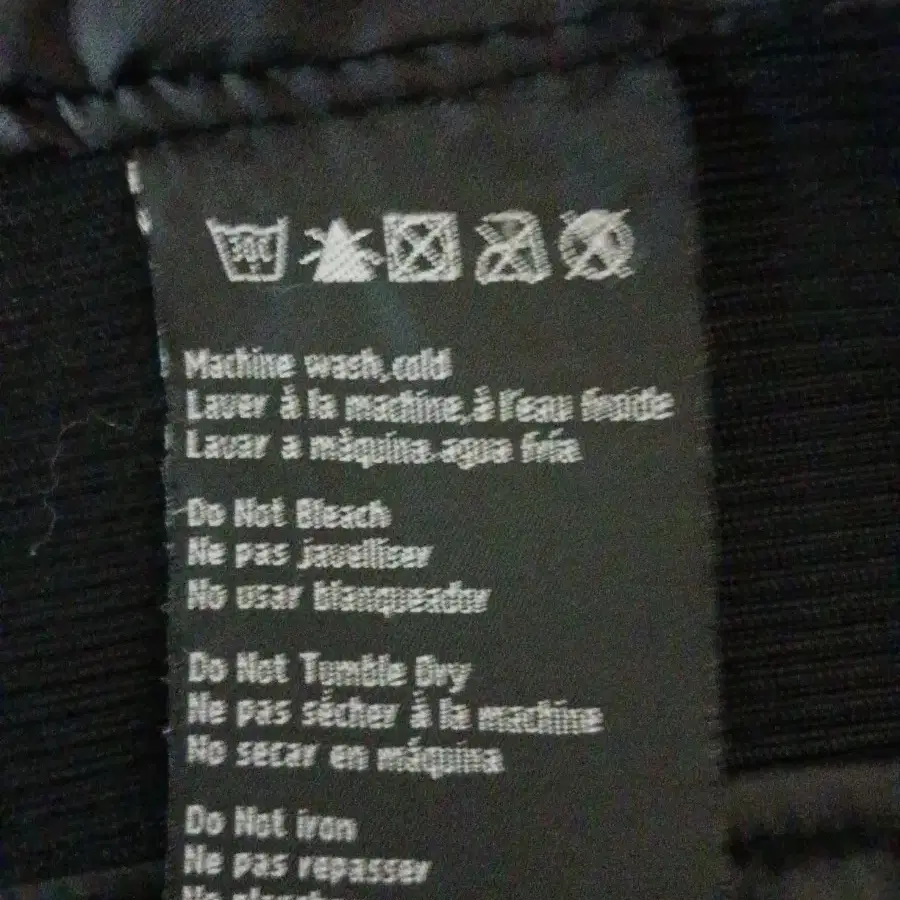 30C
Machine wash,cold
Laver à la machine,à l'eau froide
Lavar a máquina.agua fría
Do Not Bleach
Ne pas javelliser
No usar blanqueador
Do Not Tumble Dry
Ne pas sécher à la machine
No secar en máquina
Do Not iron
Ne pas repasser
No